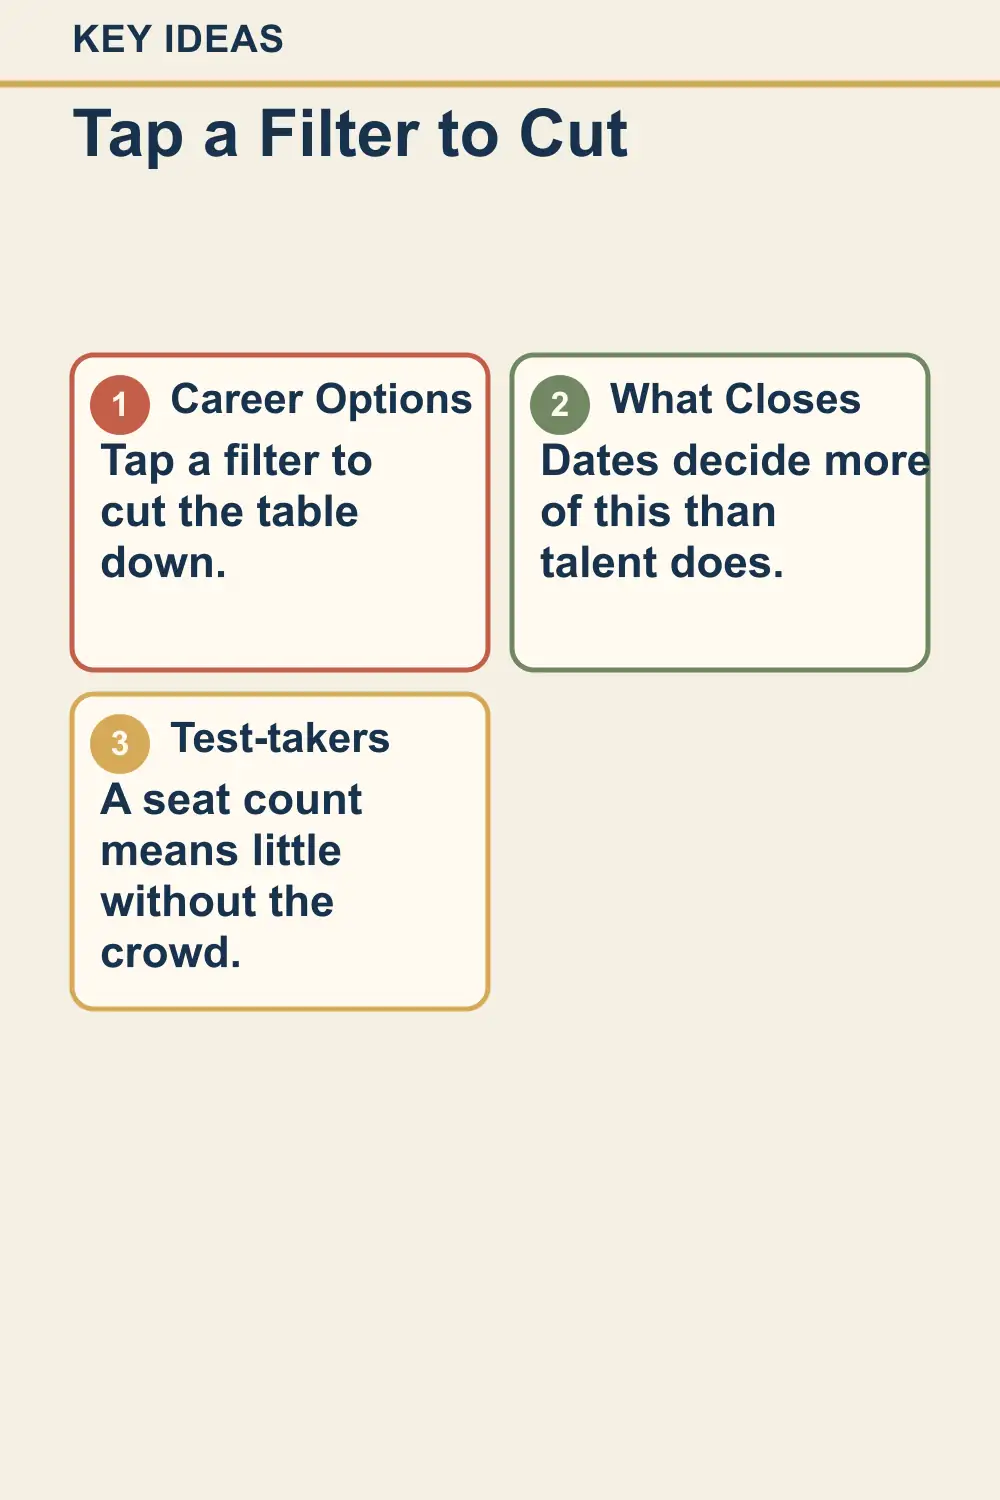 KEY IDEAS
Tap a Filter to Cut
1
Career Options
Tap a filter to
cut the table
down.
2
What Closes
Dates decide more
of this than
talent does.
3
Test-takers
A seat count
means little
without the
crowd.